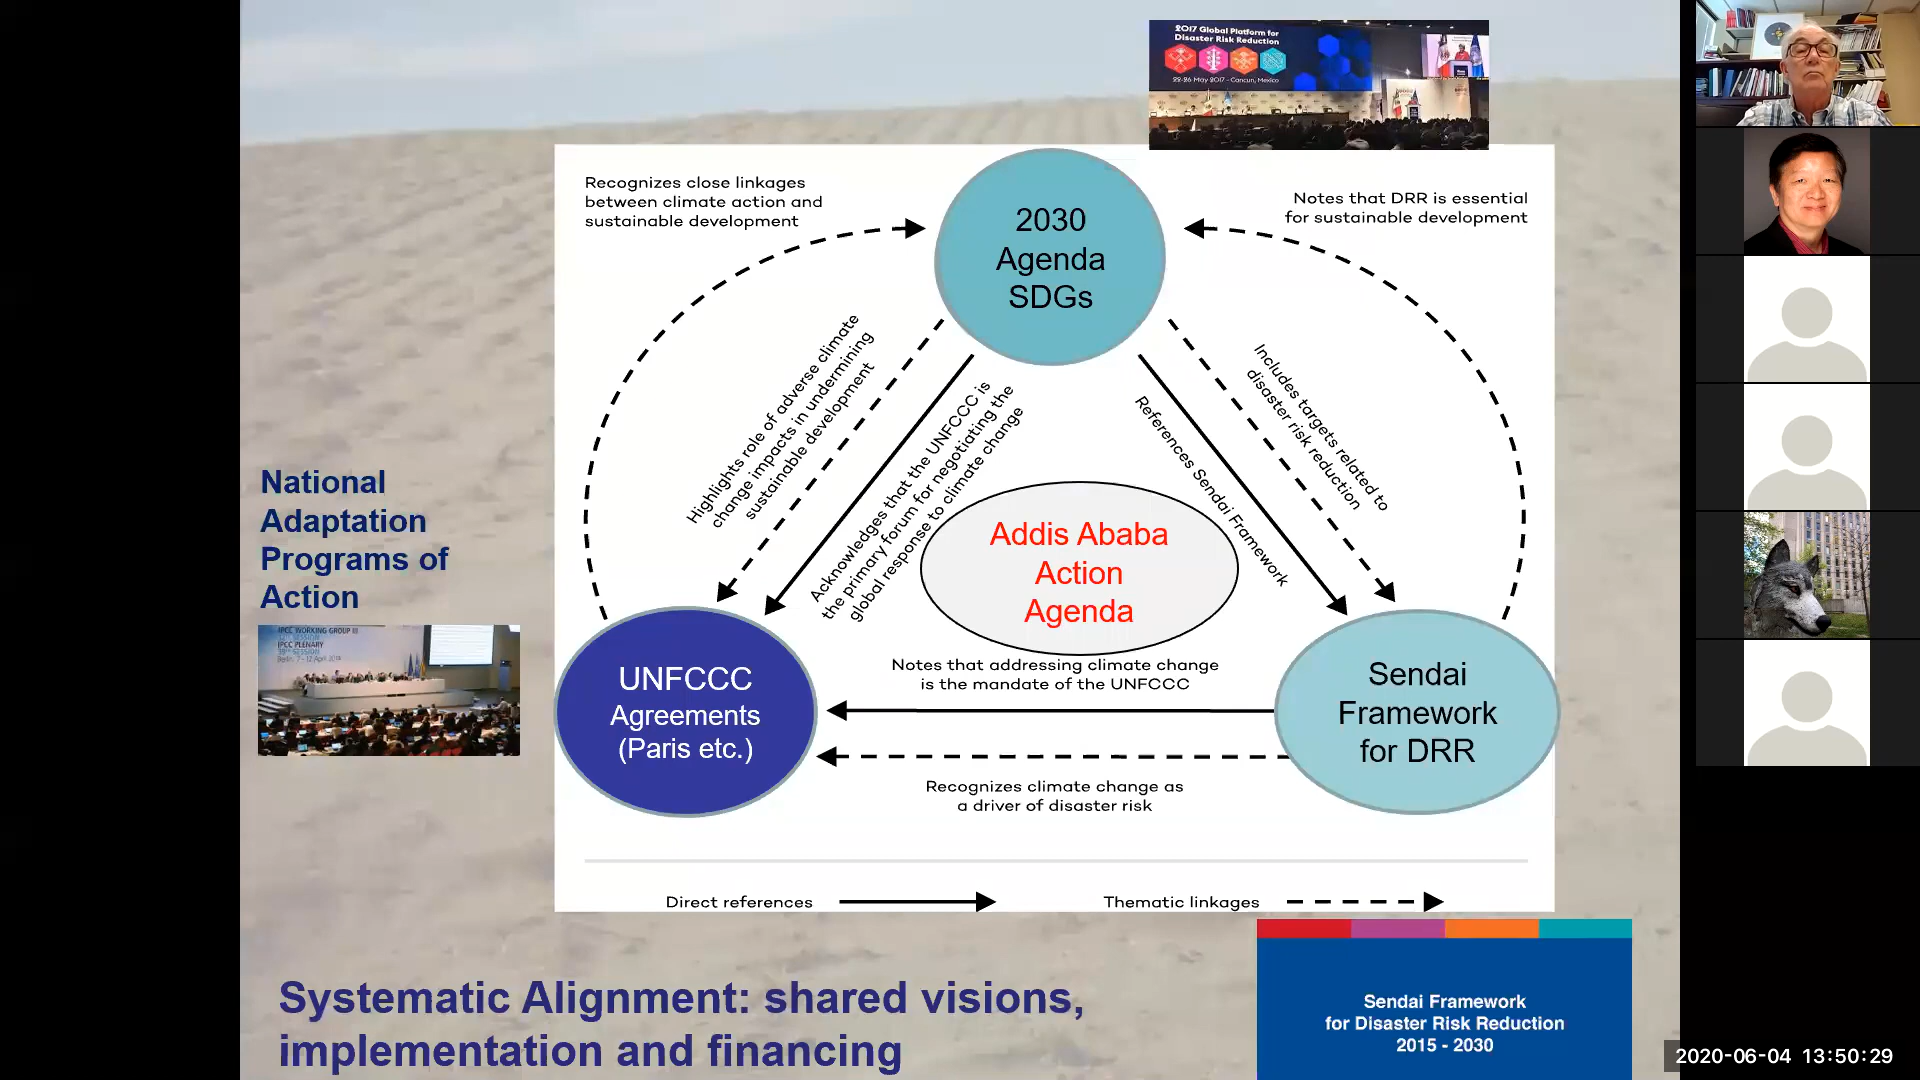 2017 Global Platform for
Disaster Risk Reduction
22-26 May 2017 - Cancun, Mexico
Recognizes close linkages
between climate action and
sustainable development
2030
Agenda
SDGs
Notes that DRR is essential
for sustainable development
Highlights role of adverse climate
change impacts in undermining
sustainable development
Acknowledges that the UNFCCC is
the primary forum for negotiating the
global response to climate change
References Sendai Framework
Includes targets related to
disaster risk reduction
National
Adaptation
Programs of
Action
IPCC WORKING GROUP III
IPCC PLENARY
Addis Ababa
Action
Agenda
UNFCCC
Agreements
(Paris etc.)
Notes that addressing climate change
is the mandate of the UNFCCC
Sendai
Framework
for DRR
Recognizes climate change as
a driver of disaster risk
Direct references
Thematic linkages
Systematic Alignment: shared visions,
implementation and financing
Sendai Framework
for Disaster Risk Reduction
2015 - 2030
2020-06-04 13:50:29